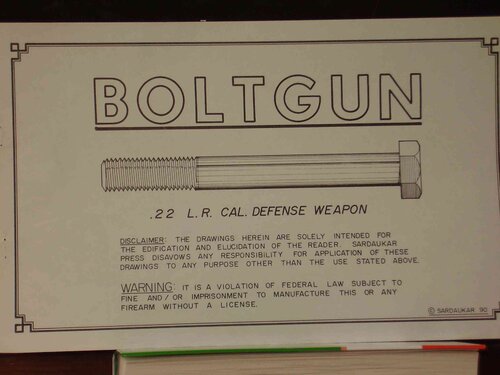 BOLTGUN
.22 L.R. CAL. DEFENSE WEAPON
DISCLAIMER: THE DRAWINGS HEREIN ARE SOLELY INTENDED FOR
THE EDIFICATION AND ELUCIDATION OF THE READER. SARDAUKAR
PRESS DISAVOWS ANY RESPONSIBILITY FOR APPLICATION OF THESE
DRAWINGS TO ANY PURPOSE OTHER THAN THE USE STATED ABOVE.
WARNING: IT IS A VIOLATION OF FEDERAL LAW SUBJECT TO
FINE AND/OR IMPRISONMENT TO MANUFACTURE THIS OR ANY
FIREARM WITHOUT A LICENSE.
© SARDAUKAR 90